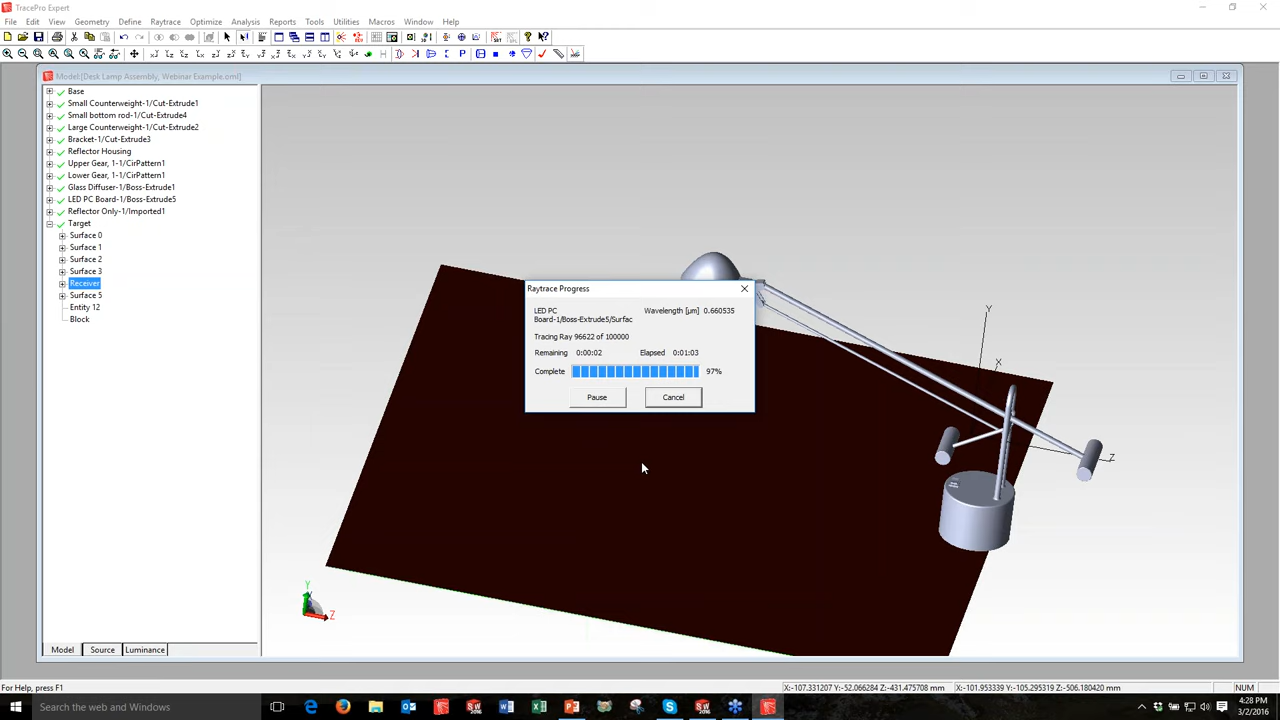 TracePro Expert
File Edit View Geometry Define Raytrace Optimize Analysis Reports Tools Utilities Macros Window Help
Model:[Desk Lamp Assembly, Webinar Example.oml]
Base
Small Counterweight-1/Cut-Extrude1
Small bottom rod-1/Cut-Extrude4
Large Counterweight-1/Cut-Extrude2
Bracket-1/Cut-Extrude3
Reflector Housing
Upper Gear, 1-1/CirPattern1
Lower Gear, 1-1/CirPattern1
Glass Diffuser-1/Boss-Extrude1
LED PC Board-1/Boss-Extrude5
Reflector Only-1/Imported1
Target
Surface 0
Surface 1
Surface 2
Surface 3
Receiver
Surface 5
Entity 12
Block
Raytrace Progress
LED PC Wavelength [µm] 0.660535
Board-1/Boss-Extrude5/Surfac
Tracing Ray 96622 of 100000
Remaining 0:00:02 Elapsed 0:01:03
Complete 97%
Pause Cancel
Y
X
Z
Y
Z
Model Source Luminance
For Help, press F1 X:-107.331207 Y:-52.066284 Z:-431.475708 mm X:-101.953339 Y:-105.295319 Z:-506.180420 mm NUM
Search the web and Windows
4:28 PM
3/2/2016